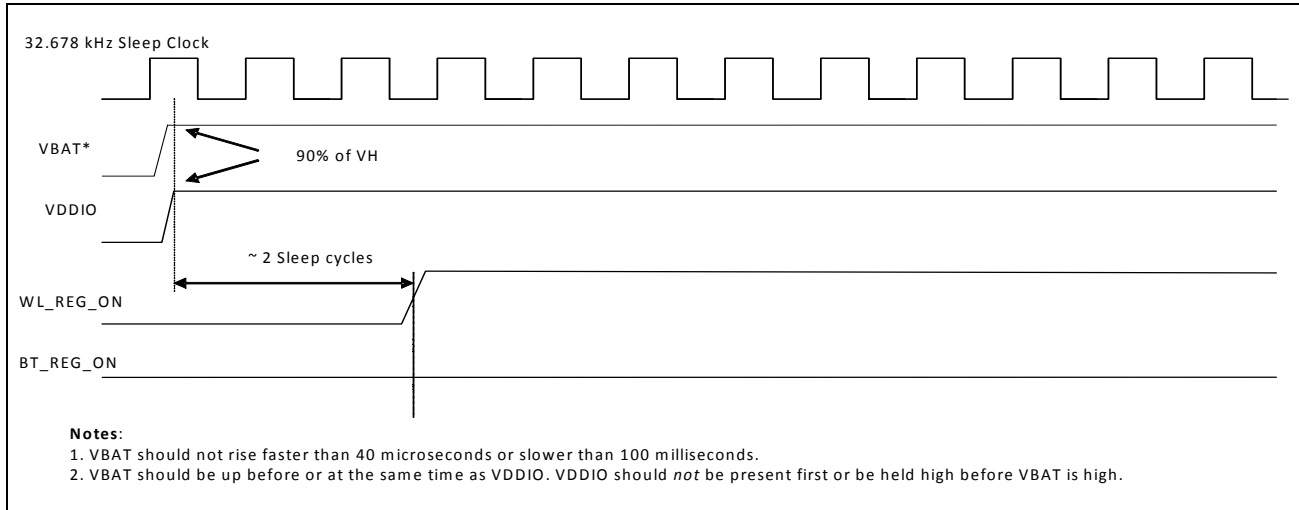 32.678 kHz Sleep Clock
VBAT*
90% of VH
VDDIO
~ 2 Sleep cycles
WL_REG_ON
BT_REG_ON
Notes:
1. VBAT should not rise faster than 40 microseconds or slower than 100 milliseconds.
2. VBAT should be up before or at the same time as VDDIO. VDDIO should not be present first or be held high before VBAT is high.